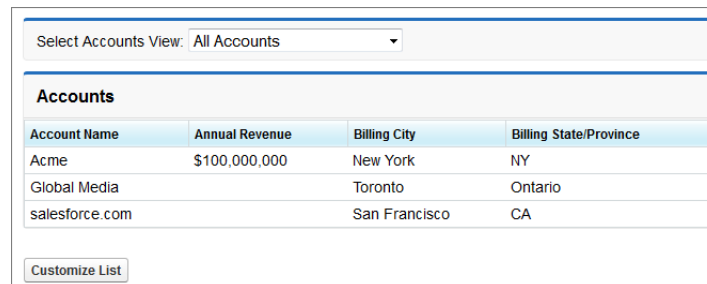 Select Accounts View: All Accounts
Accounts
Account Name Annual Revenue Billing City Billing State/Province
Acme $100,000,000 New York NY
Global Media Toronto Ontario
salesforce.com San Francisco CA
Customize List